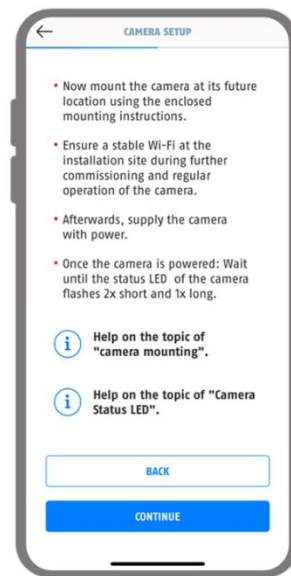 CAMERA SETUP
• Now mount the camera at its future
location using the enclosed
mounting instructions.
• Ensure a stable Wi-Fi at the
installation site during further
commissioning and regular
operation of the camera.
• Afterwards, supply the camera
with power.
• Once the camera is powered: Wait
until the status LED of the camera
flashes 2x short and 1x long.
i Help on the topic of
"camera mounting".
i Help on the topic of "Camera
Status LED".
BACK
CONTINUE